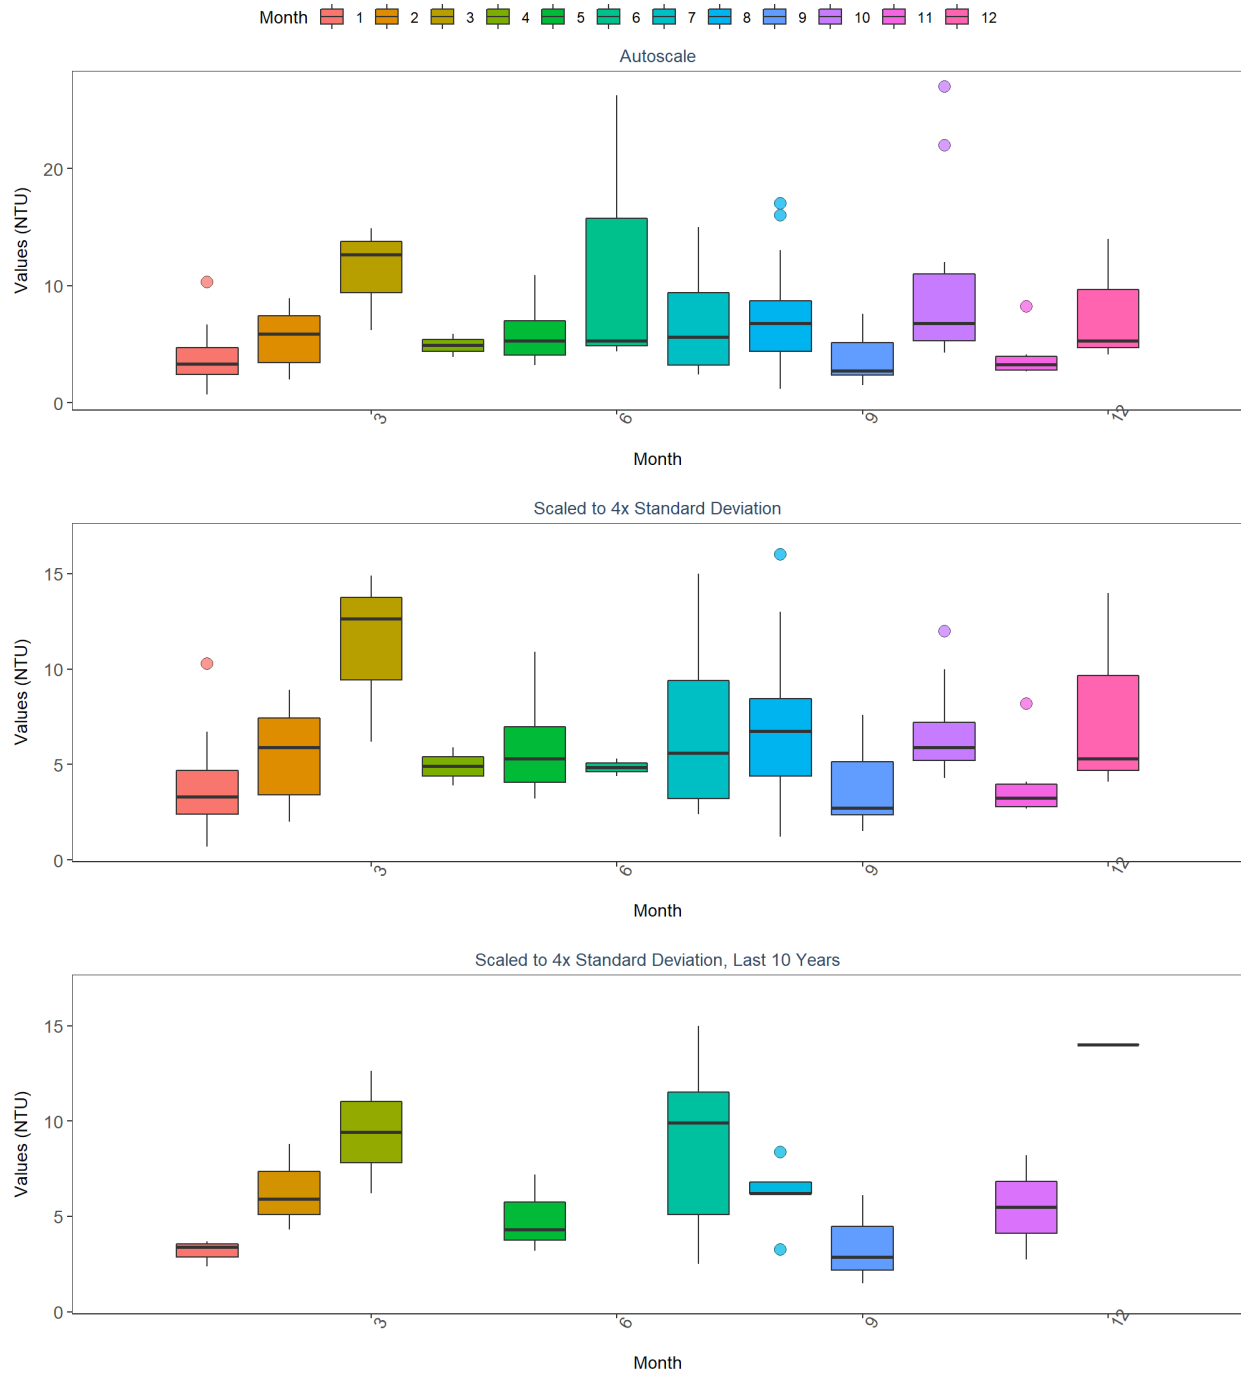 Month 1 2 3 4 5 6 7 8 9 10 11 12
Autoscale
Values (NTU)
20
10
0
3 6 9 12
Month
Scaled to 4x Standard Deviation
Values (NTU)
15
10
5
0
3 6 9 12
Month
Scaled to 4x Standard Deviation, Last 10 Years
Values (NTU)
15
10
5
0
3 6 9 12
Month